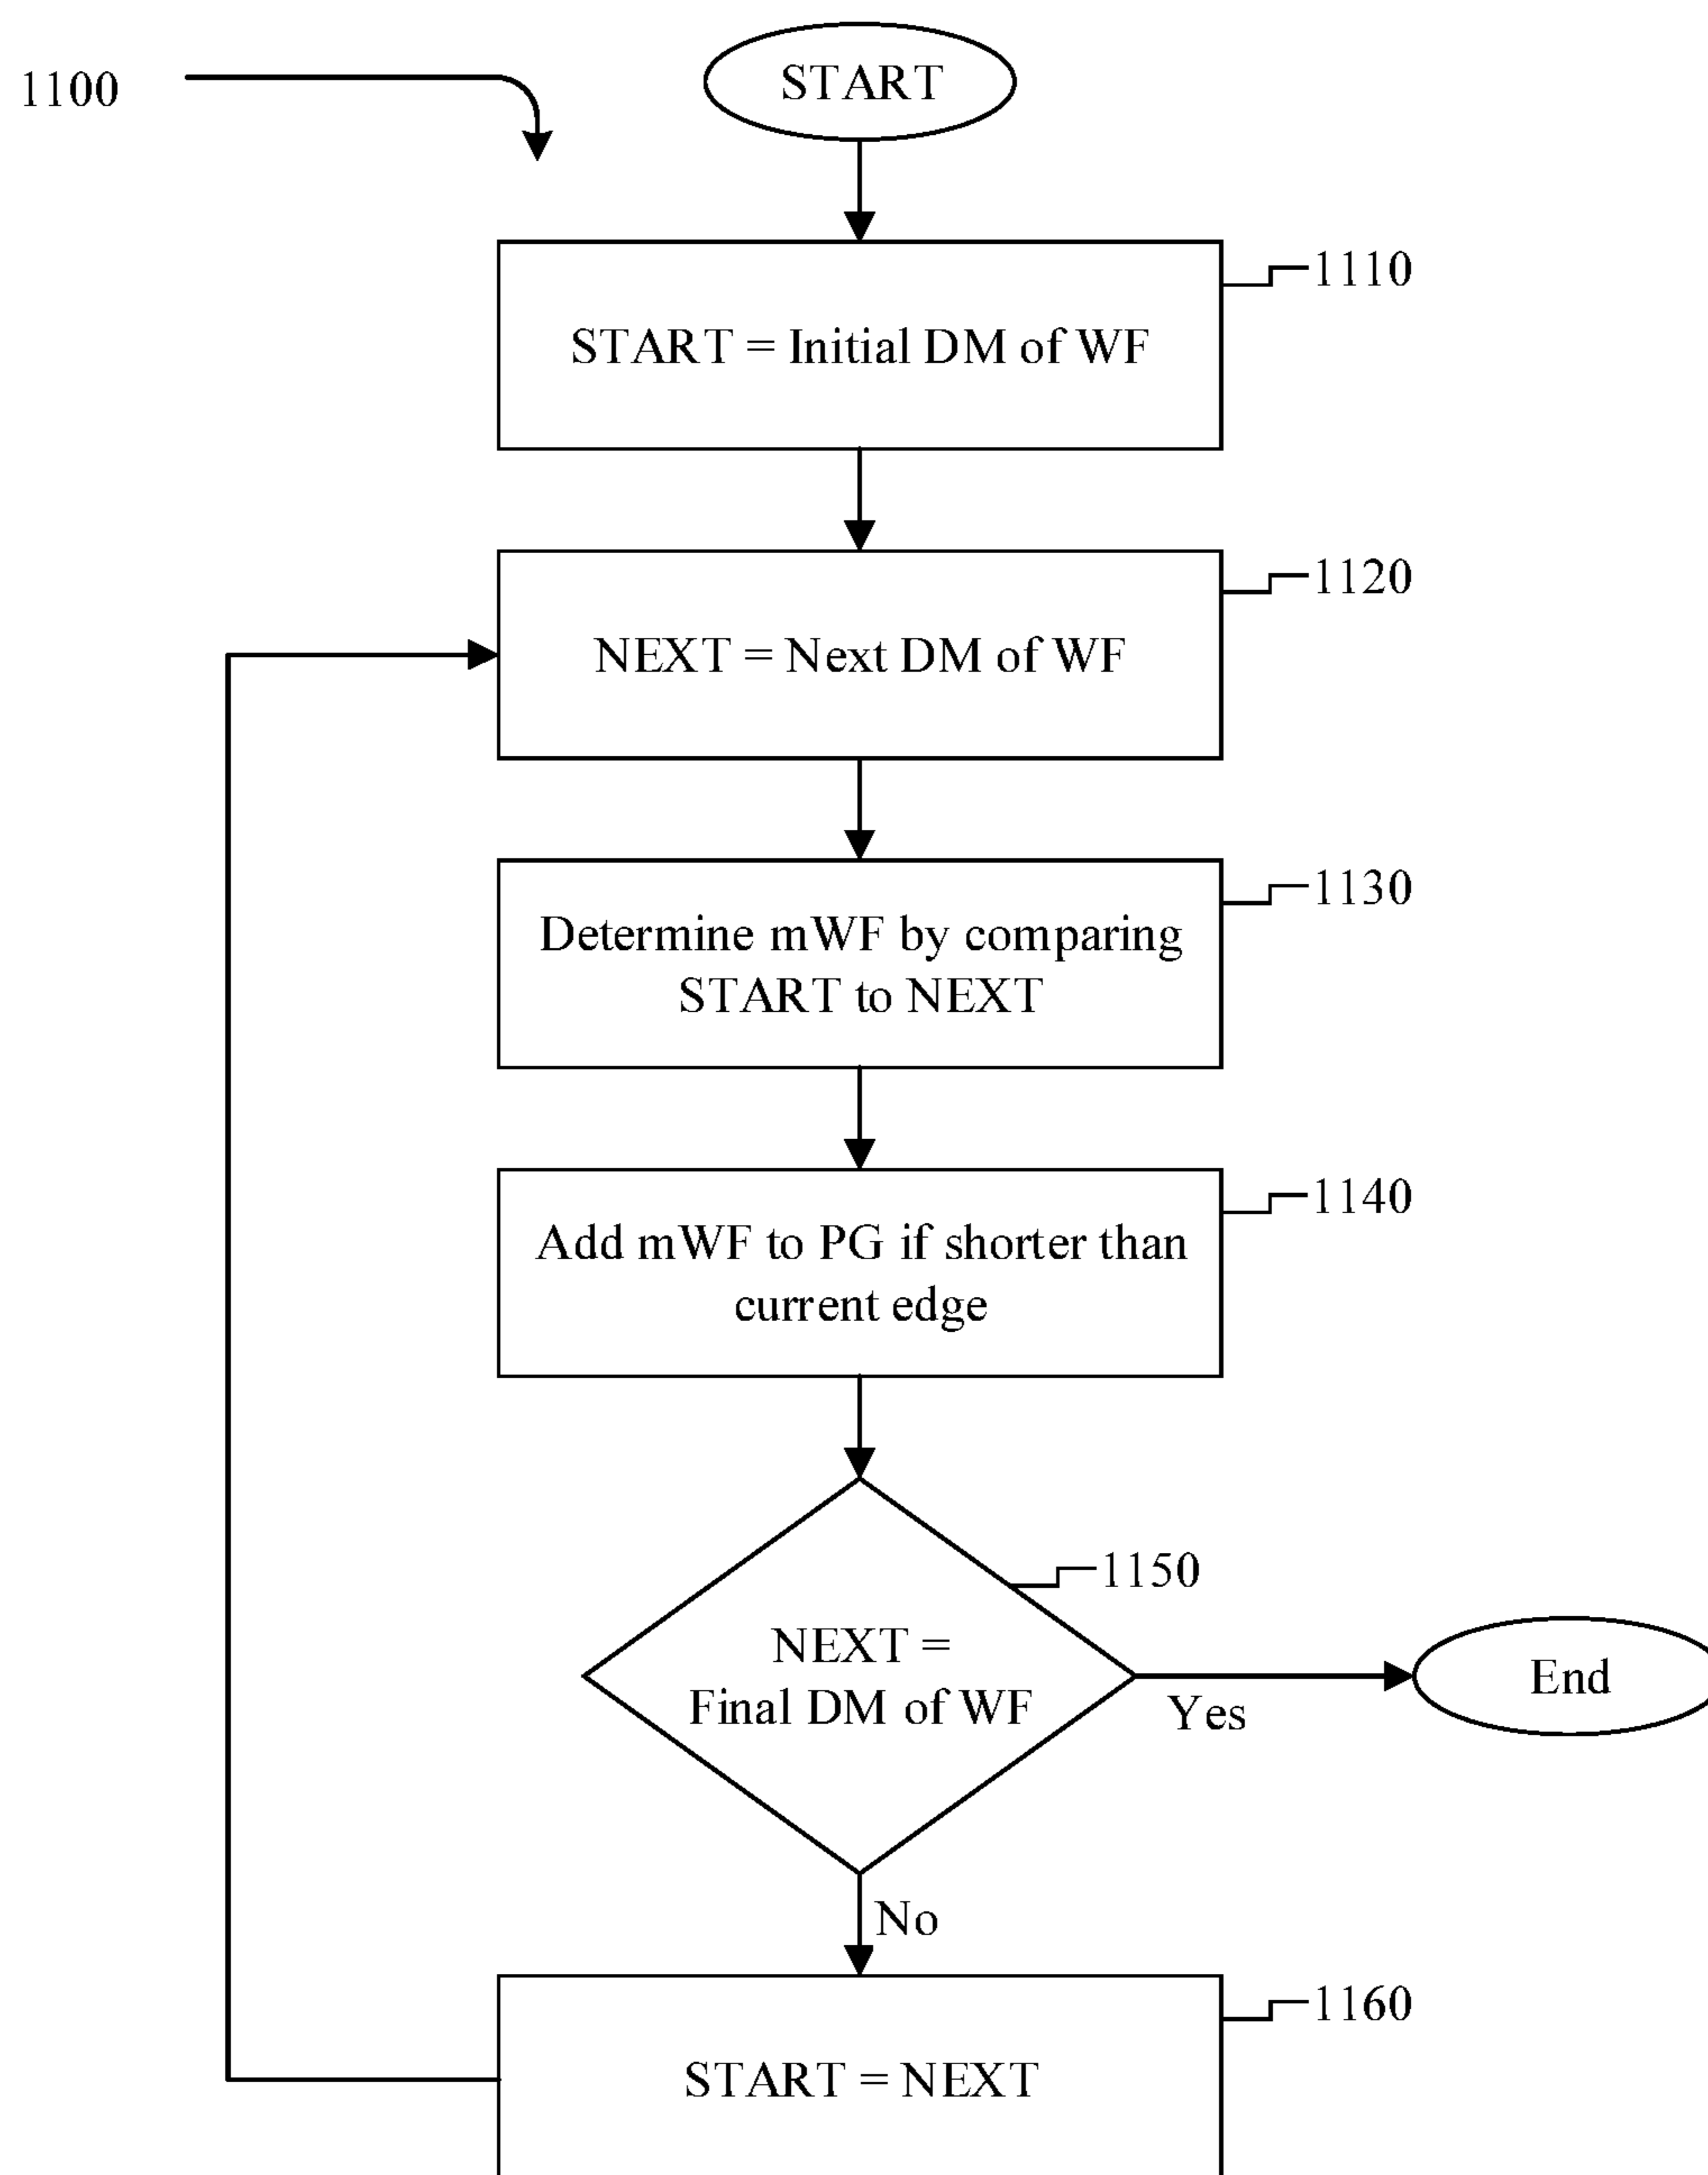 1100
START
1110
START = Initial DM of WF
1120
NEXT = Next DM of WF
1130
Determine mWF by comparing
START to NEXT
1140
Add mWF to PG if shorter than
current edge
1150
NEXT =
Final DM of WF
Yes
End
No
1160
START = NEXT